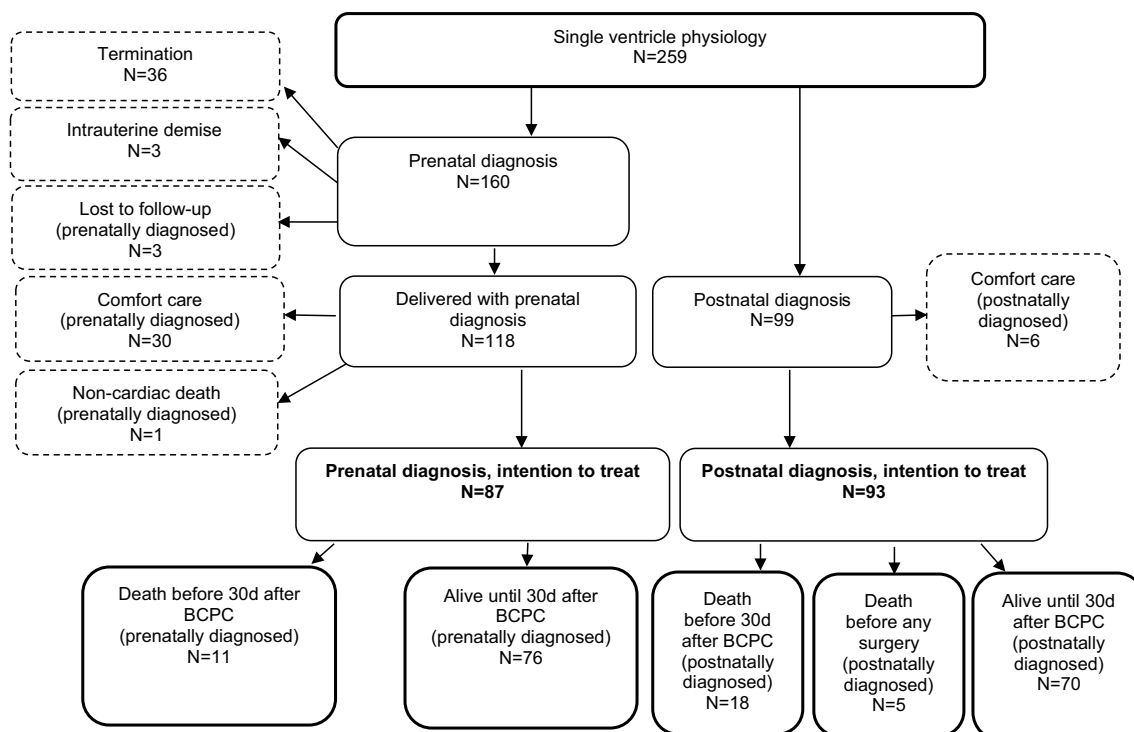 Single ventricle physiology
N=259
Termination
N=36
Intrauterine demise
N=3
Lost to follow-up
(prenatally diagnosed)
N=3
Prenatal diagnosis
N=160
Comfort care
(prenatally diagnosed)
N=30
Non-cardiac death
(prenatally diagnosed)
N=1
Delivered with prenatal
diagnosis
N=118
Postnatal diagnosis
N=99
Comfort care
(postnatally
diagnosed)
N=6
Prenatal diagnosis, intention to treat
N=87
Postnatal diagnosis, intention to treat
N=93
Death before 30d after
BCPC
(prenatally diagnosed)
N=11
Alive until 30d after
BCPC
(prenatally diagnosed)
N=76
Death
before 30d
after BCPC
(postnatally
diagnosed)
N=18
Death
before any
surgery
(postnatally
diagnosed)
N=5
Alive until 30d
after BCPC
(postnatally
diagnosed)
N=70